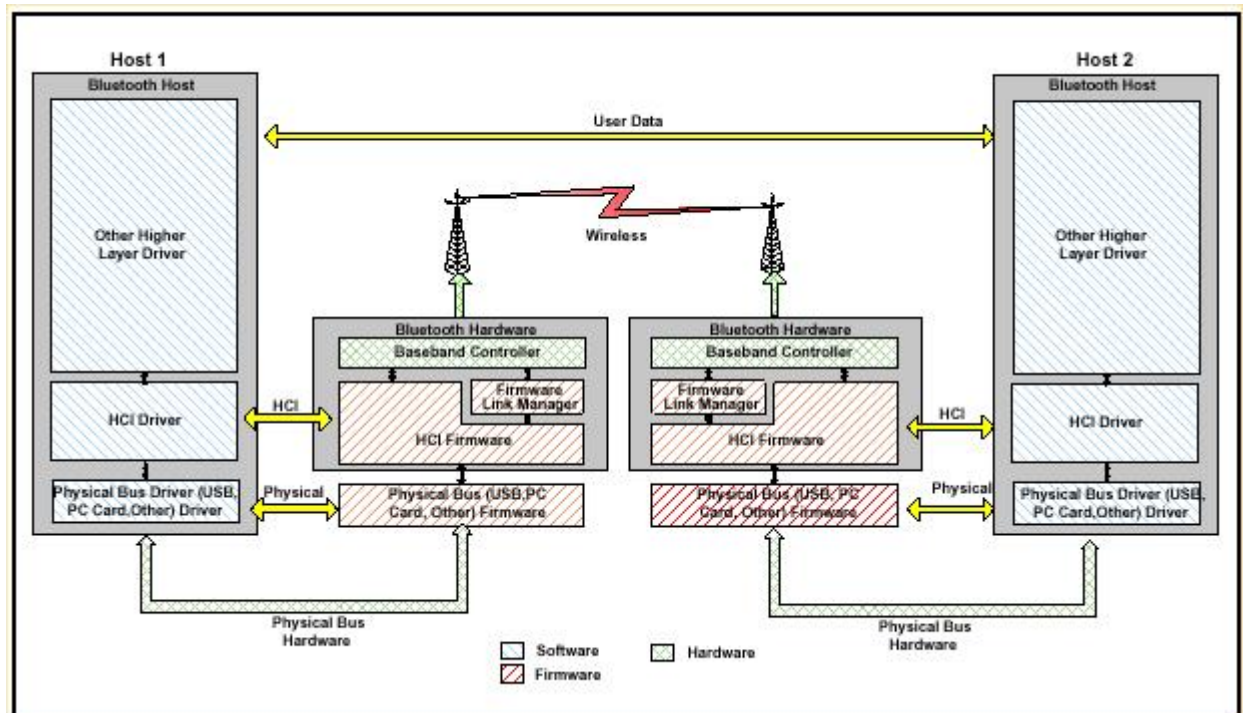 Host 1
Host 2
Bluetooth Host
Bluetooth Host
User Data
Wireless
Other Higher
Layer Driver
Other Higher
Layer Driver
Bluetooth Hardware
Bluetooth Hardware
Baseband Controller
Baseband Controller
Firmware
Link Manager
Firmware
Link Manager
HCI Driver
HCI
HCI Firmware
HCI Firmware
HCI
HCI Driver
Physical Bus Driver (USB,
PC Card,Other) Driver
Physical
Physical Bus (USB,PC
Card, Other) Firmware
Physical Bus (USB, PC
Card, Other) Firmware
Physical
Physical Bus Driver (USB,
PC Card,Other) Driver
Physical Bus
Hardware
Physical Bus
Hardware
Software
Hardware
Firmware